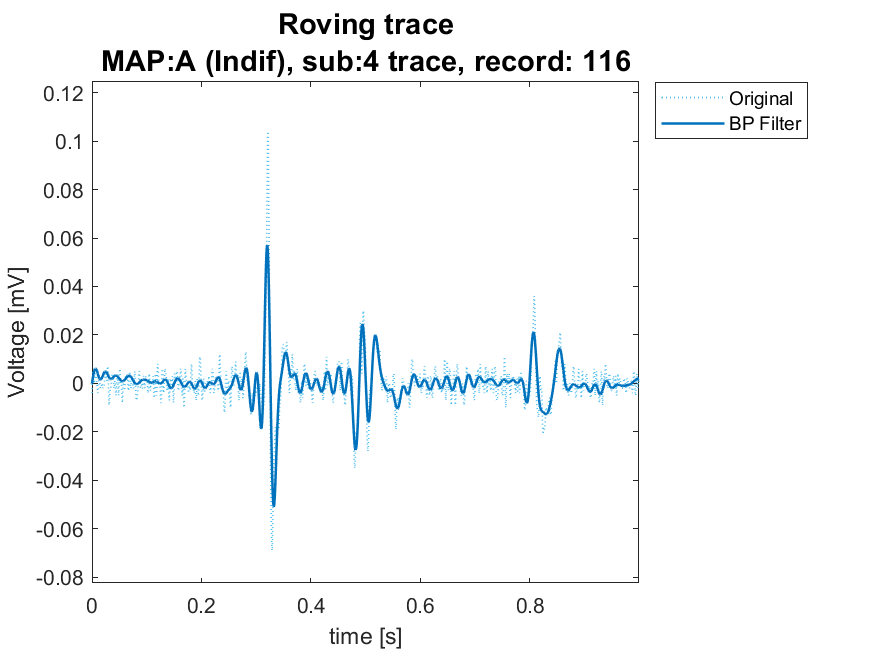 Roving trace
MAP:A (Indif), sub:4 trace, record: 116
Original
BP Filter
0.12
0.1
0.08
0.06
0.04
0.02
0
-0.02
-0.04
-0.06
-0.08
Voltage [mV]
0 0.2 0.4 0.6 0.8
time [s]